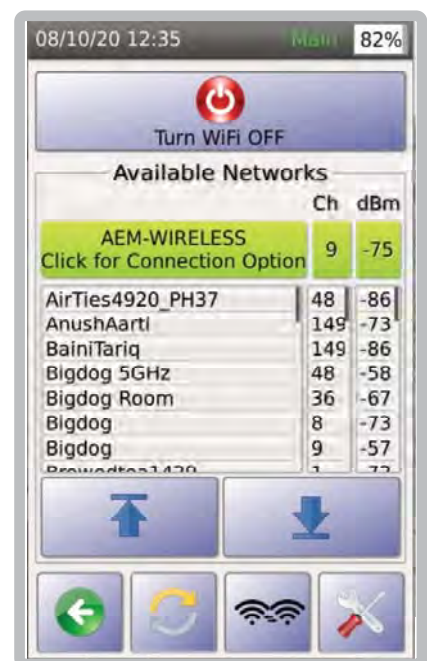 08/10/20 12:35 Main 82%
Turn WiFi OFF
Available Networks
Ch dBm
AEM-WIRELESS
Click for Connection Option 9 -75
AirTies4920_PH37 48 -86
AnushAarti 149 -73
BainiTariq 149 -86
Bigdog 5GHz 48 -58
Bigdog Room 36 -67
Bigdog 8 -73
Bigdog 9 -57